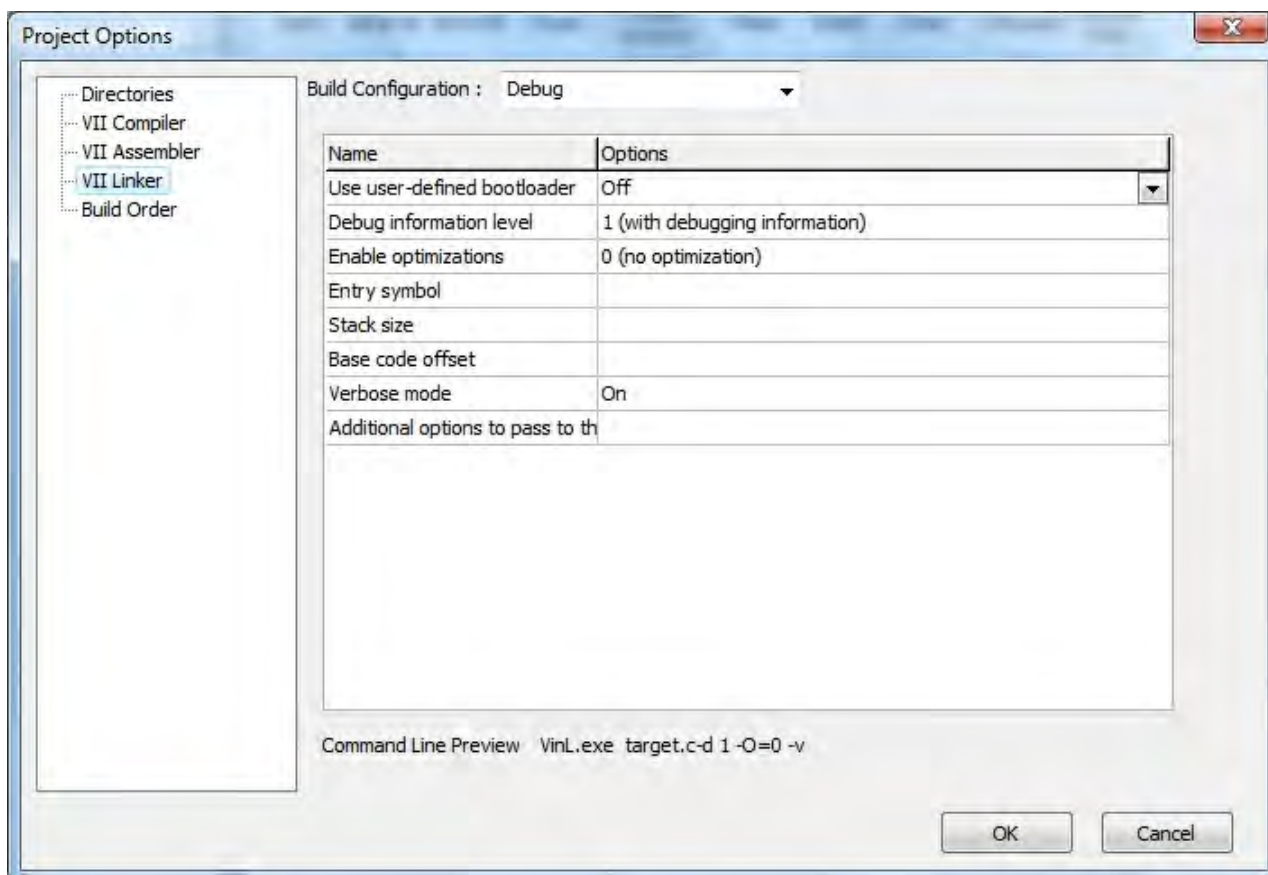 Project Options
Directories
VII Compiler
VII Assembler
VII Linker
Build Order
Build Configuration : Debug
Name Options
Use user-defined bootloader Off
Debug information level 1 (with debugging information)
Enable optimizations 0 (no optimization)
Entry symbol
Stack size
Base code offset
Verbose mode On
Additional options to pass to th
Command Line Preview VinL.exe target.c-d 1 -O=0 -v
OK Cancel